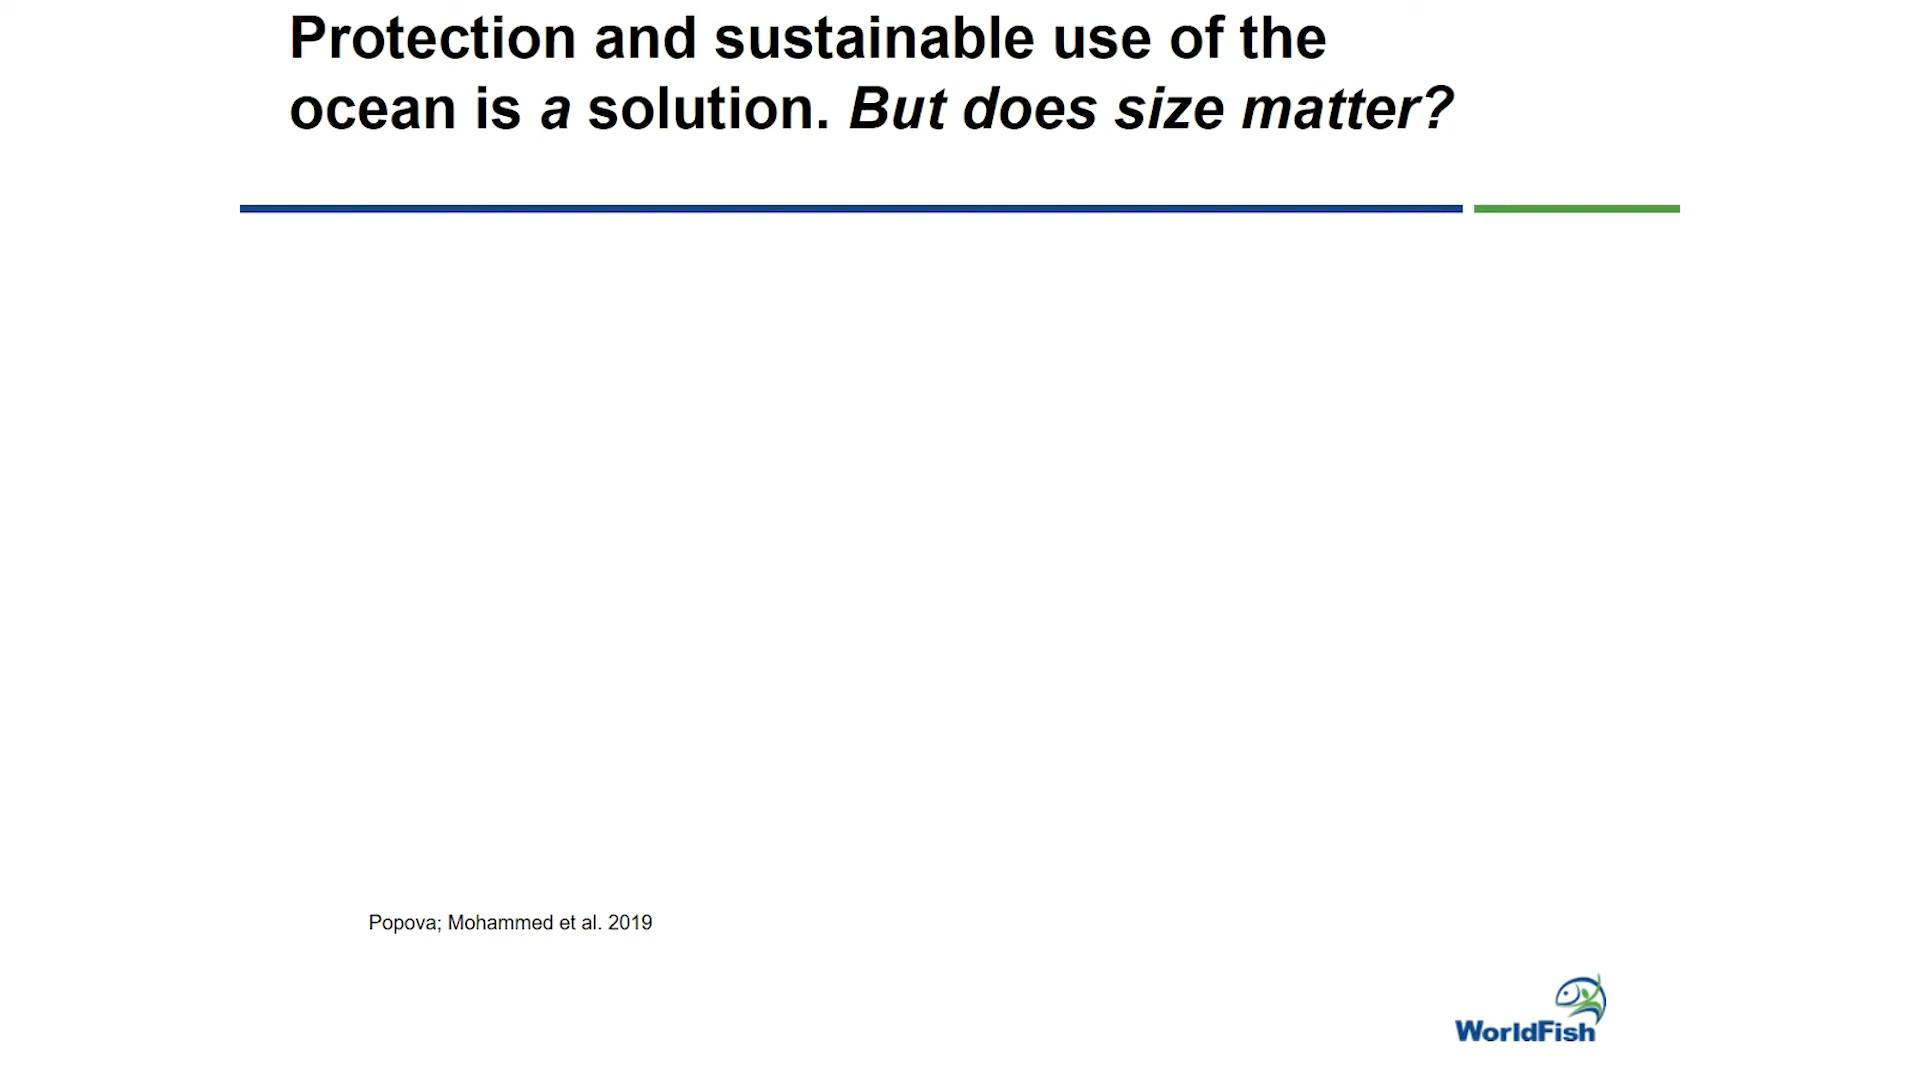 Protection and sustainable use of the
ocean is a solution. But does size matter?
Popova; Mohammed et al. 2019
WorldFish